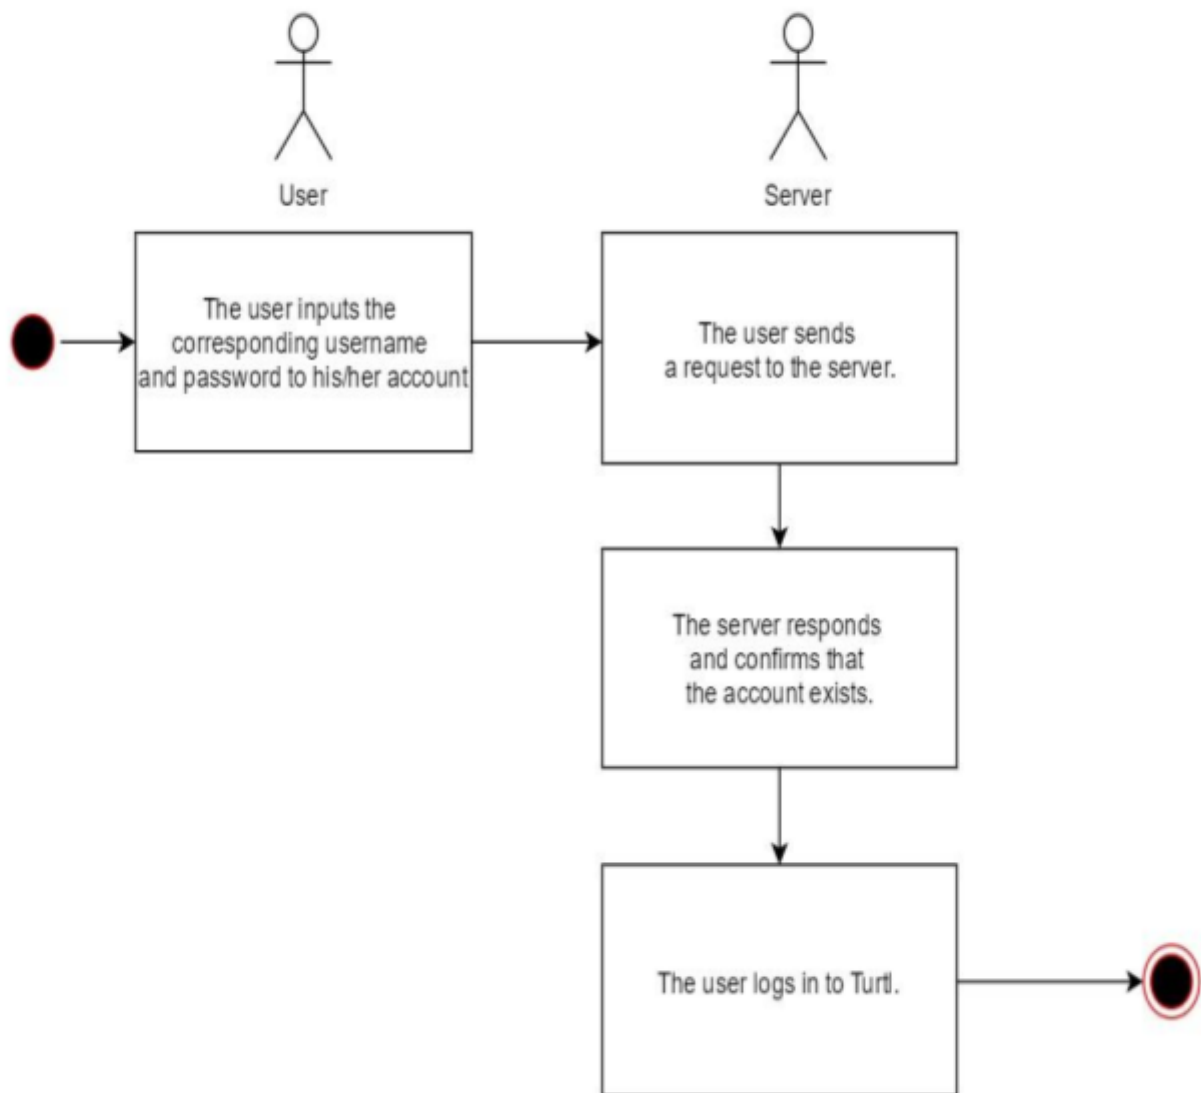 User
Server
The user inputs the
corresponding username
and password to his/her account
The user sends
a request to the server.
The server responds
and confirms that
the account exists.
The user logs in to Turtl.